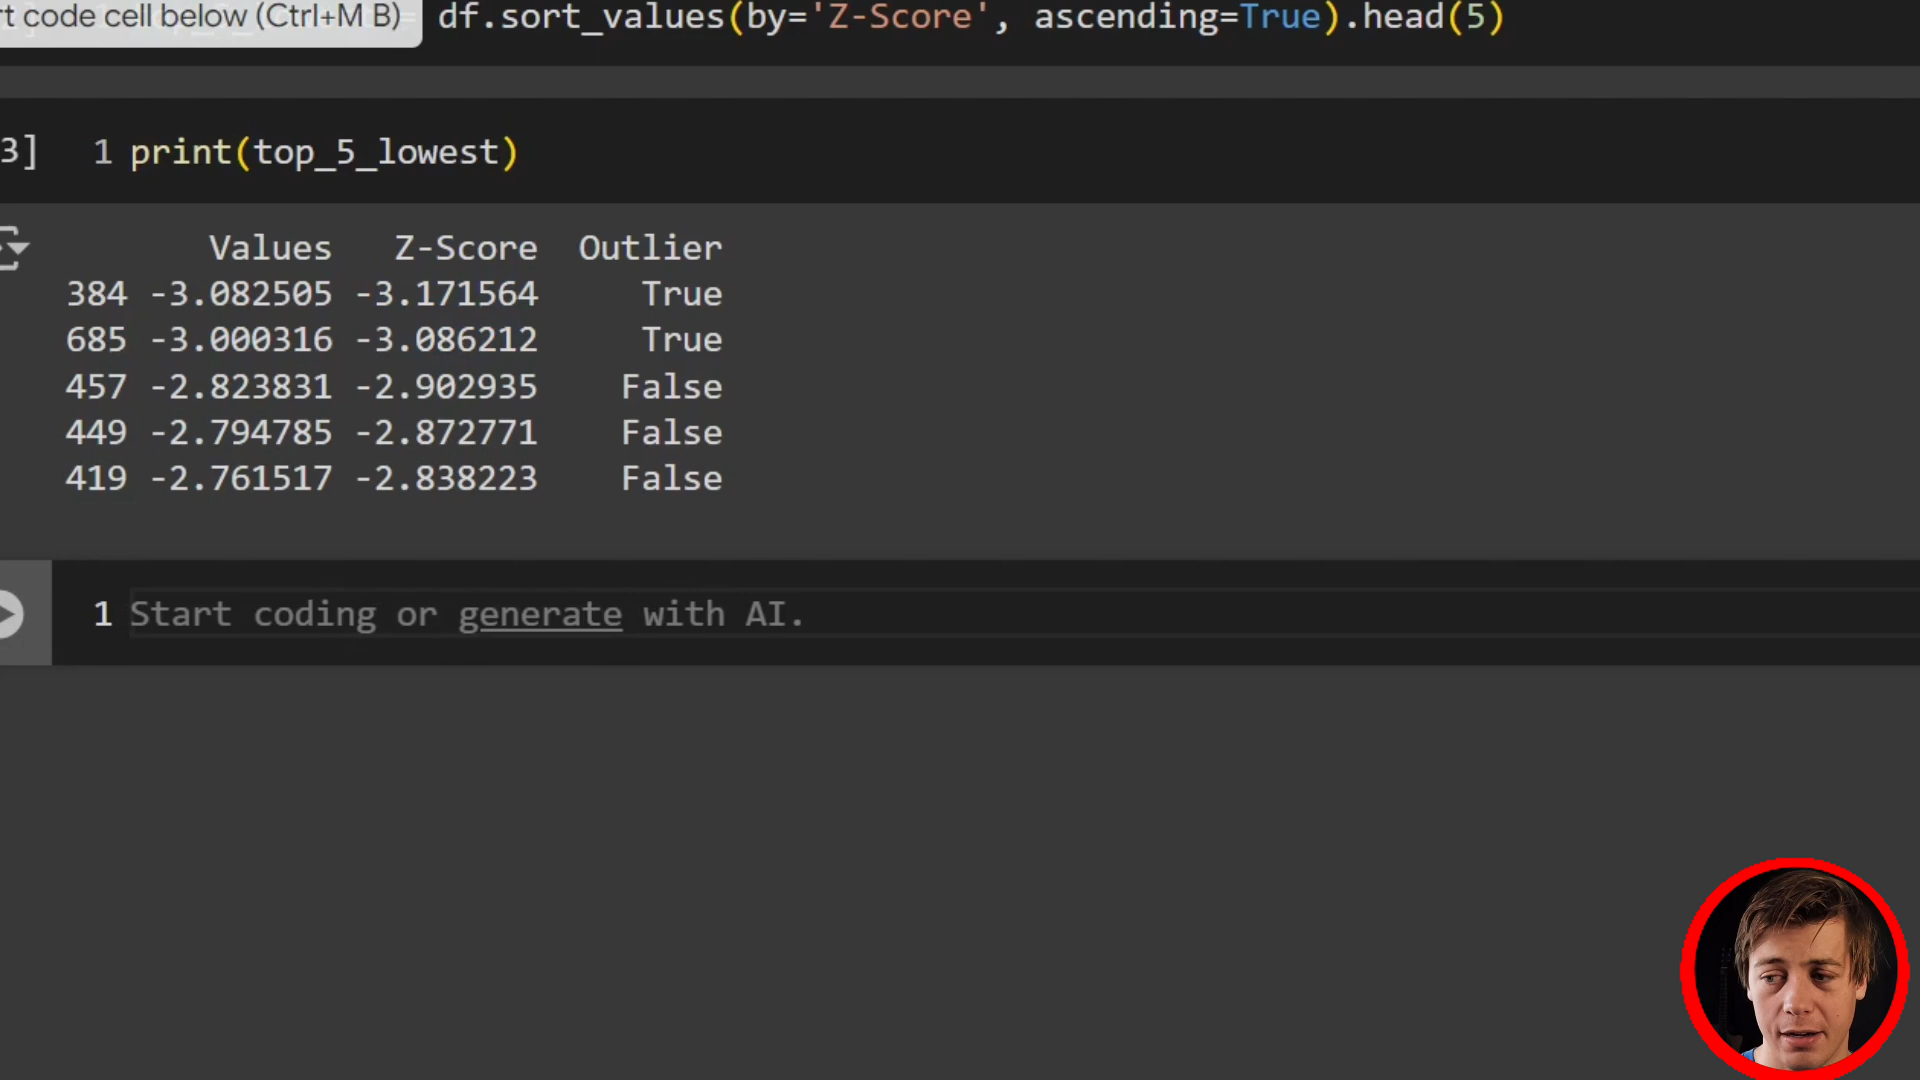 t code cell below (Ctrl+M B) = df.sort_values(by='Z-Score', ascending=True).head(5)
3] 1 print(top_5_lowest)
Values Z-Score Outlier
384 -3.082505 -3.171564 True
685 -3.000316 -3.086212 True
457 -2.823831 -2.902935 False
449 -2.794785 -2.872771 False
419 -2.761517 -2.838223 False
1 Start coding or generate with AI.